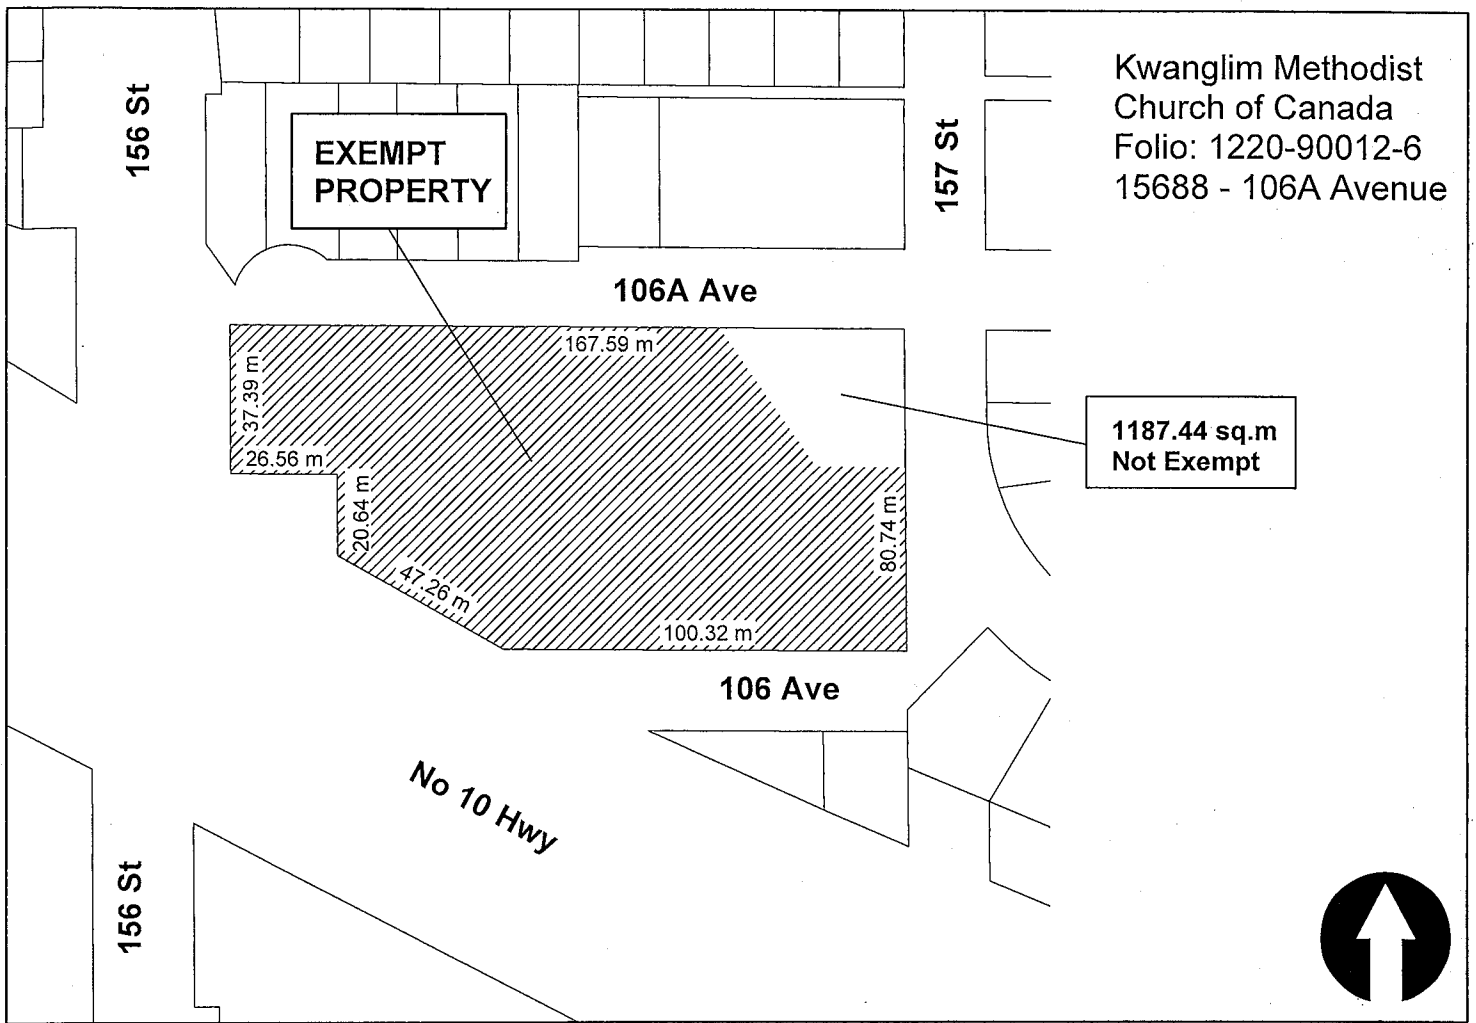 Kwanglim Methodist
Church of Canada
Folio: 1220-90012-6
15688 - 106A Avenue
156 St
EXEMPT
PROPERTY
157 St
106A Ave
167.59 m
37.39 m
26.56 m
20.64 m
47.26 m
100.32 m
80.74 m
1187.44 sq.m
Not Exempt
106 Ave
No 10 Hwy
156 St